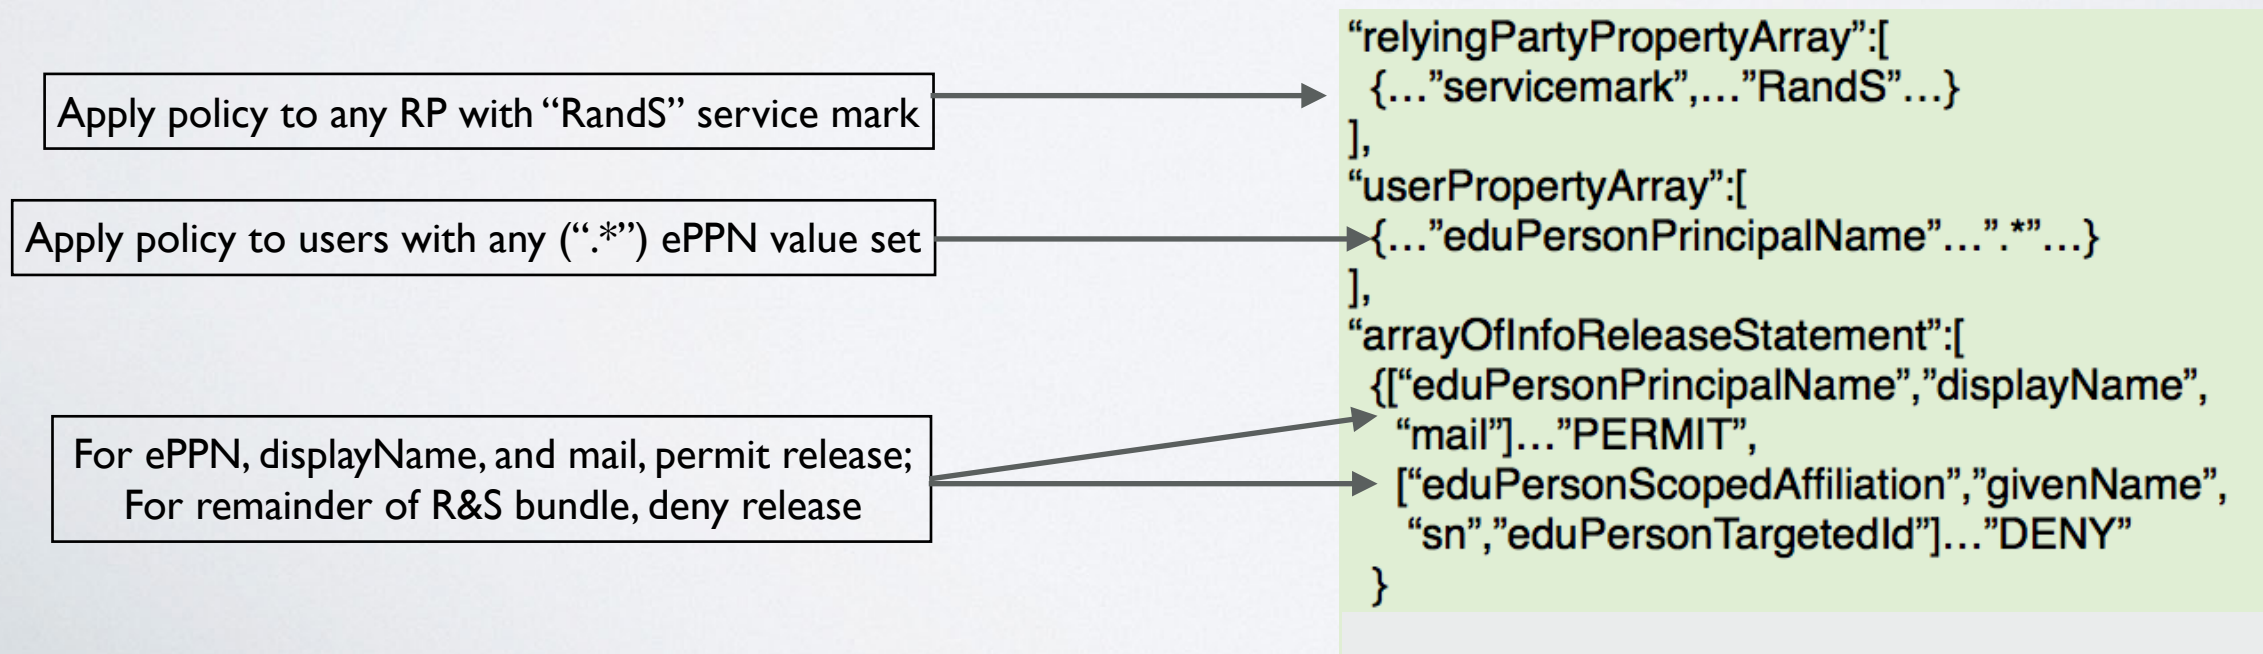 Apply policy to any RP with “RandS” service mark
Apply policy to users with any (“.*”) ePPN value set
For ePPN, displayName, and mail, permit release;
For remainder of R&S bundle, deny release
“relyingPartyPropertyArray”:[
{…”servicemark”,…”RandS”…}
],
“userPropertyArray”:[
{…”eduPersonPrincipalName”…”.*”…}
],
“arrayOfInfoReleaseStatement”:[
{[“eduPersonPrincipalName”,”displayName”,
“mail”]…”PERMIT”,
[“eduPersonScopedAffiliation”,”givenName”,
“sn”,”eduPersonTargetedId”]…”DENY”
}